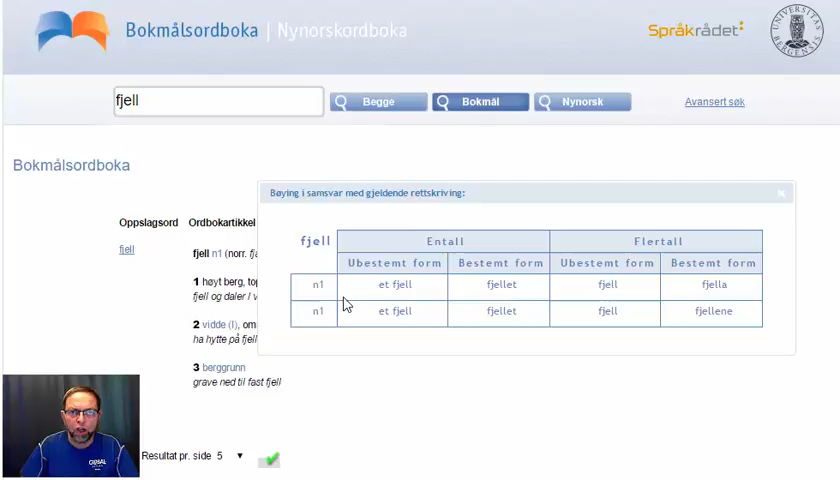 Bokmålsordboka | Nynorskordboka
Språkrådet
fjell
Begge
Bokmål
Nynorsk
Avansert søk
Bokmålsordboka
Bøying i samsvar med gjeldende rettskriving:
Oppslagsord Ordbokartikkel
fjell Entall Flertall
Ubestemt form Bestemt form Ubestemt form Bestemt form
n1 et fjell fjellet fjell fjella
n1 et fjell fjellet fjell fjellene
fjell
fjell n1 (norr.
1 høyt berg,
fjell og daler i
2 vidde (I),
ha hytte på
3 berggrunn
grave ned til fast fjell
Resultat pr. side 5